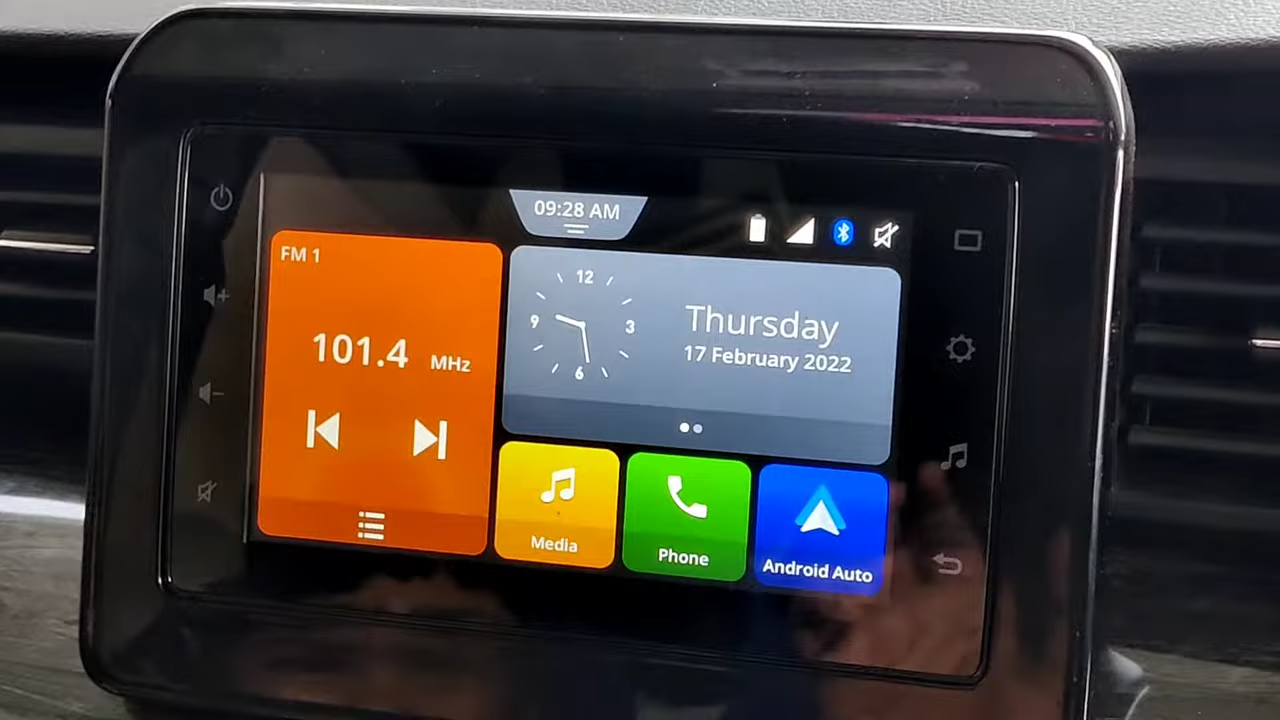 09:28 AM
FM 1
101.4 MHz
12
9
3
6
Thursday
17 February 2022
Media
Phone
Android Auto